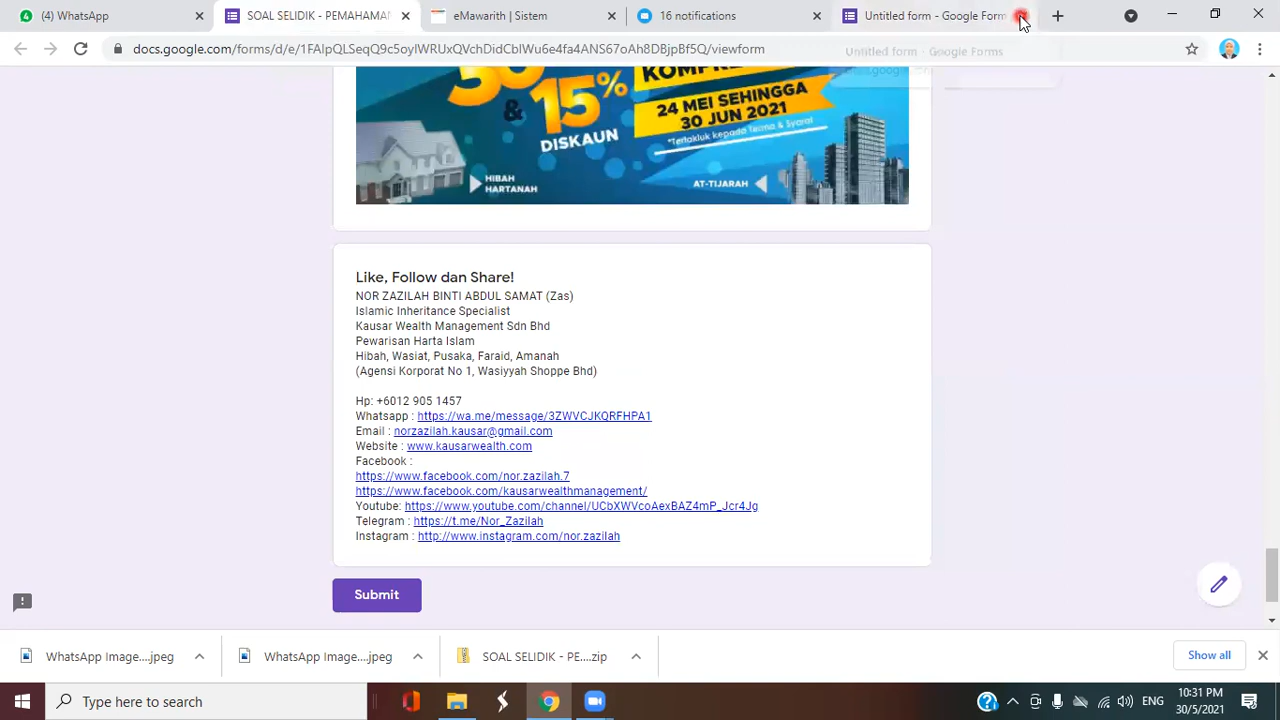 (4) WhatsApp
SOAL SELIDIK - PEMAHAMAN
eMawarith | Sistem
16 notifications
Untitled form - Google Form
docs.google.com/forms/d/e/1FAIpQLSeqQ9c5oyIWRUxQVchDidCbIWu6e4fa4ANS67oAh8DBjpBf5Q/viewform
Untitled form - Google Forms
&
15%
DISKAUN
24 MEI SEHINGGA
30 JUN 2021
*Terlakluk kepada Terma & Syarat
HIBAH
HARTANAH
AT-TIJARAH
Like, Follow dan Share!
NOR ZAZILAH BINTI ABDUL SAMAT (Zas)
Islamic Inheritance Specialist
Kausar Wealth Management Sdn Bhd
Pewarisan Harta Islam
Hibah, Wasiat, Pusaka, Faraid, Amanah
(Agensi Korporat No 1, Wasiyyah Shoppe Bhd)
Hp: +6012 905 1457
Whatsapp : https://wa.me/message/3ZWVCJKQRFHPA1
Email : norzazilah.kausar@gmail.com
Website : www.kausarwealth.com
Facebook :
https://www.facebook.com/nor.zazilah.7
https://www.facebook.com/kausarwealthmanagement/
Youtube: https://www.youtube.com/channel/UCbXWVcoAexBAZ4mP_Jcr4Jg
Telegram : https://t.me/Nor_Zazilah
Instagram : http://www.instagram.com/nor.zazilah
Submit
WhatsApp Image....jpeg
WhatsApp Image....jpeg
SOAL SELIDIK - PE....zip
Show all
Type here to search
ENG
10:31 PM
30/5/2021